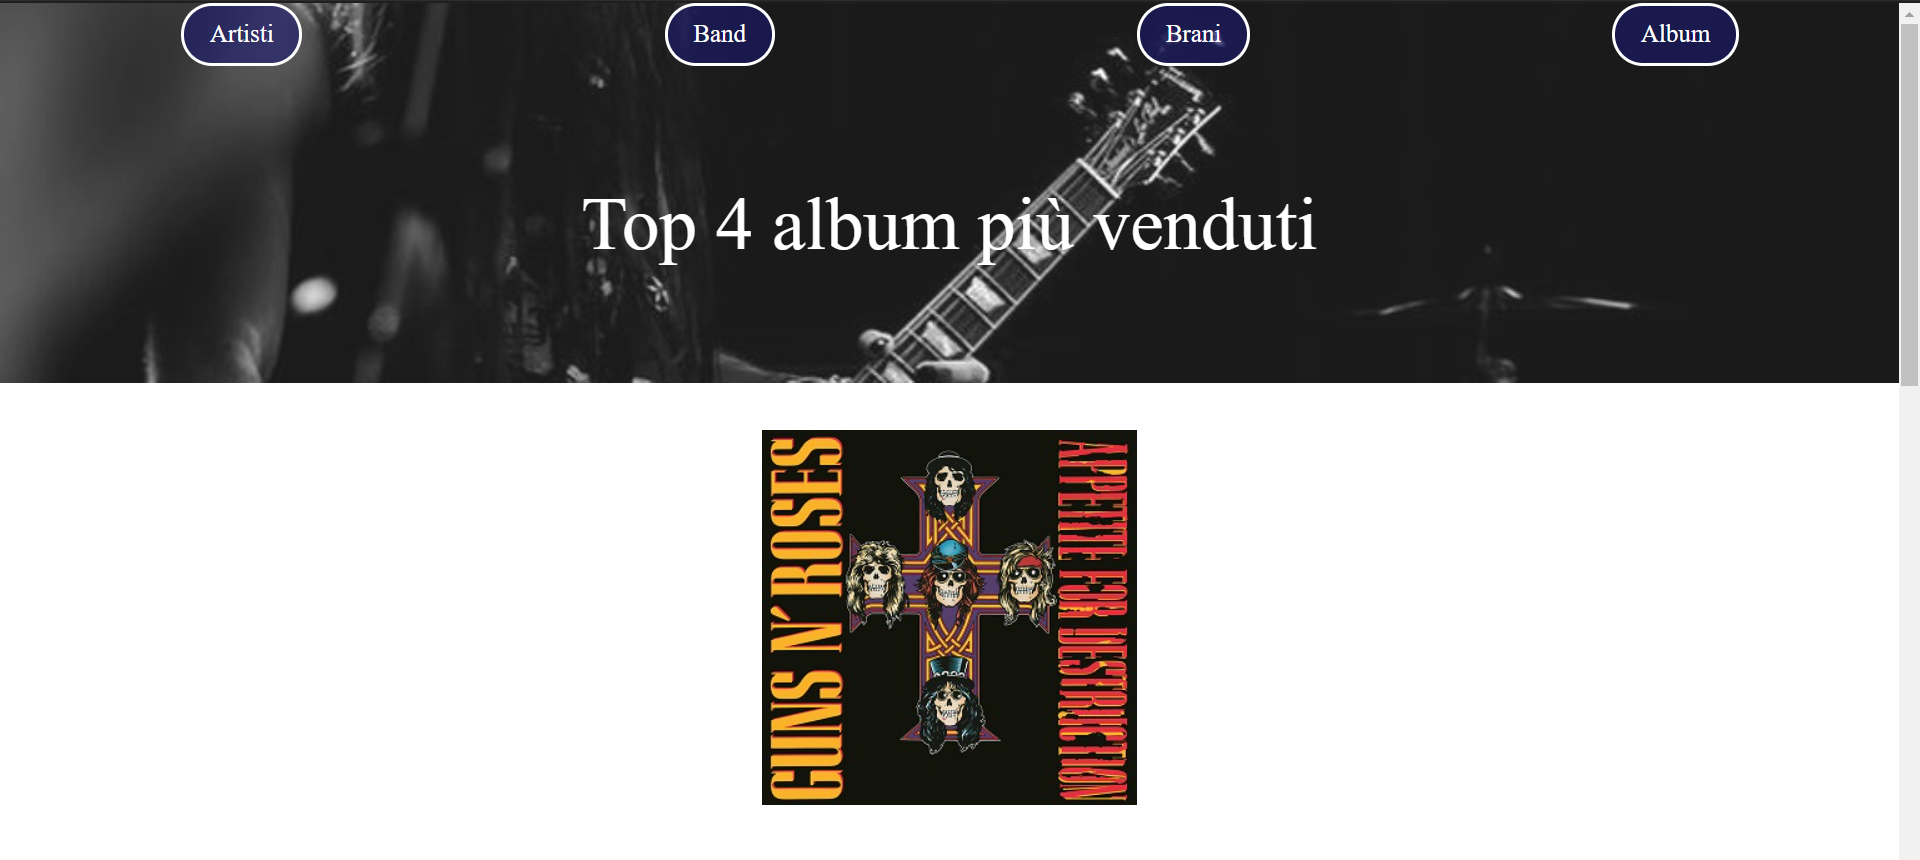 Artisti
Band
Brani
Album
Top 4 album più venduti
GUNS N' ROSES
APPETITE FOR DESTRUCTION